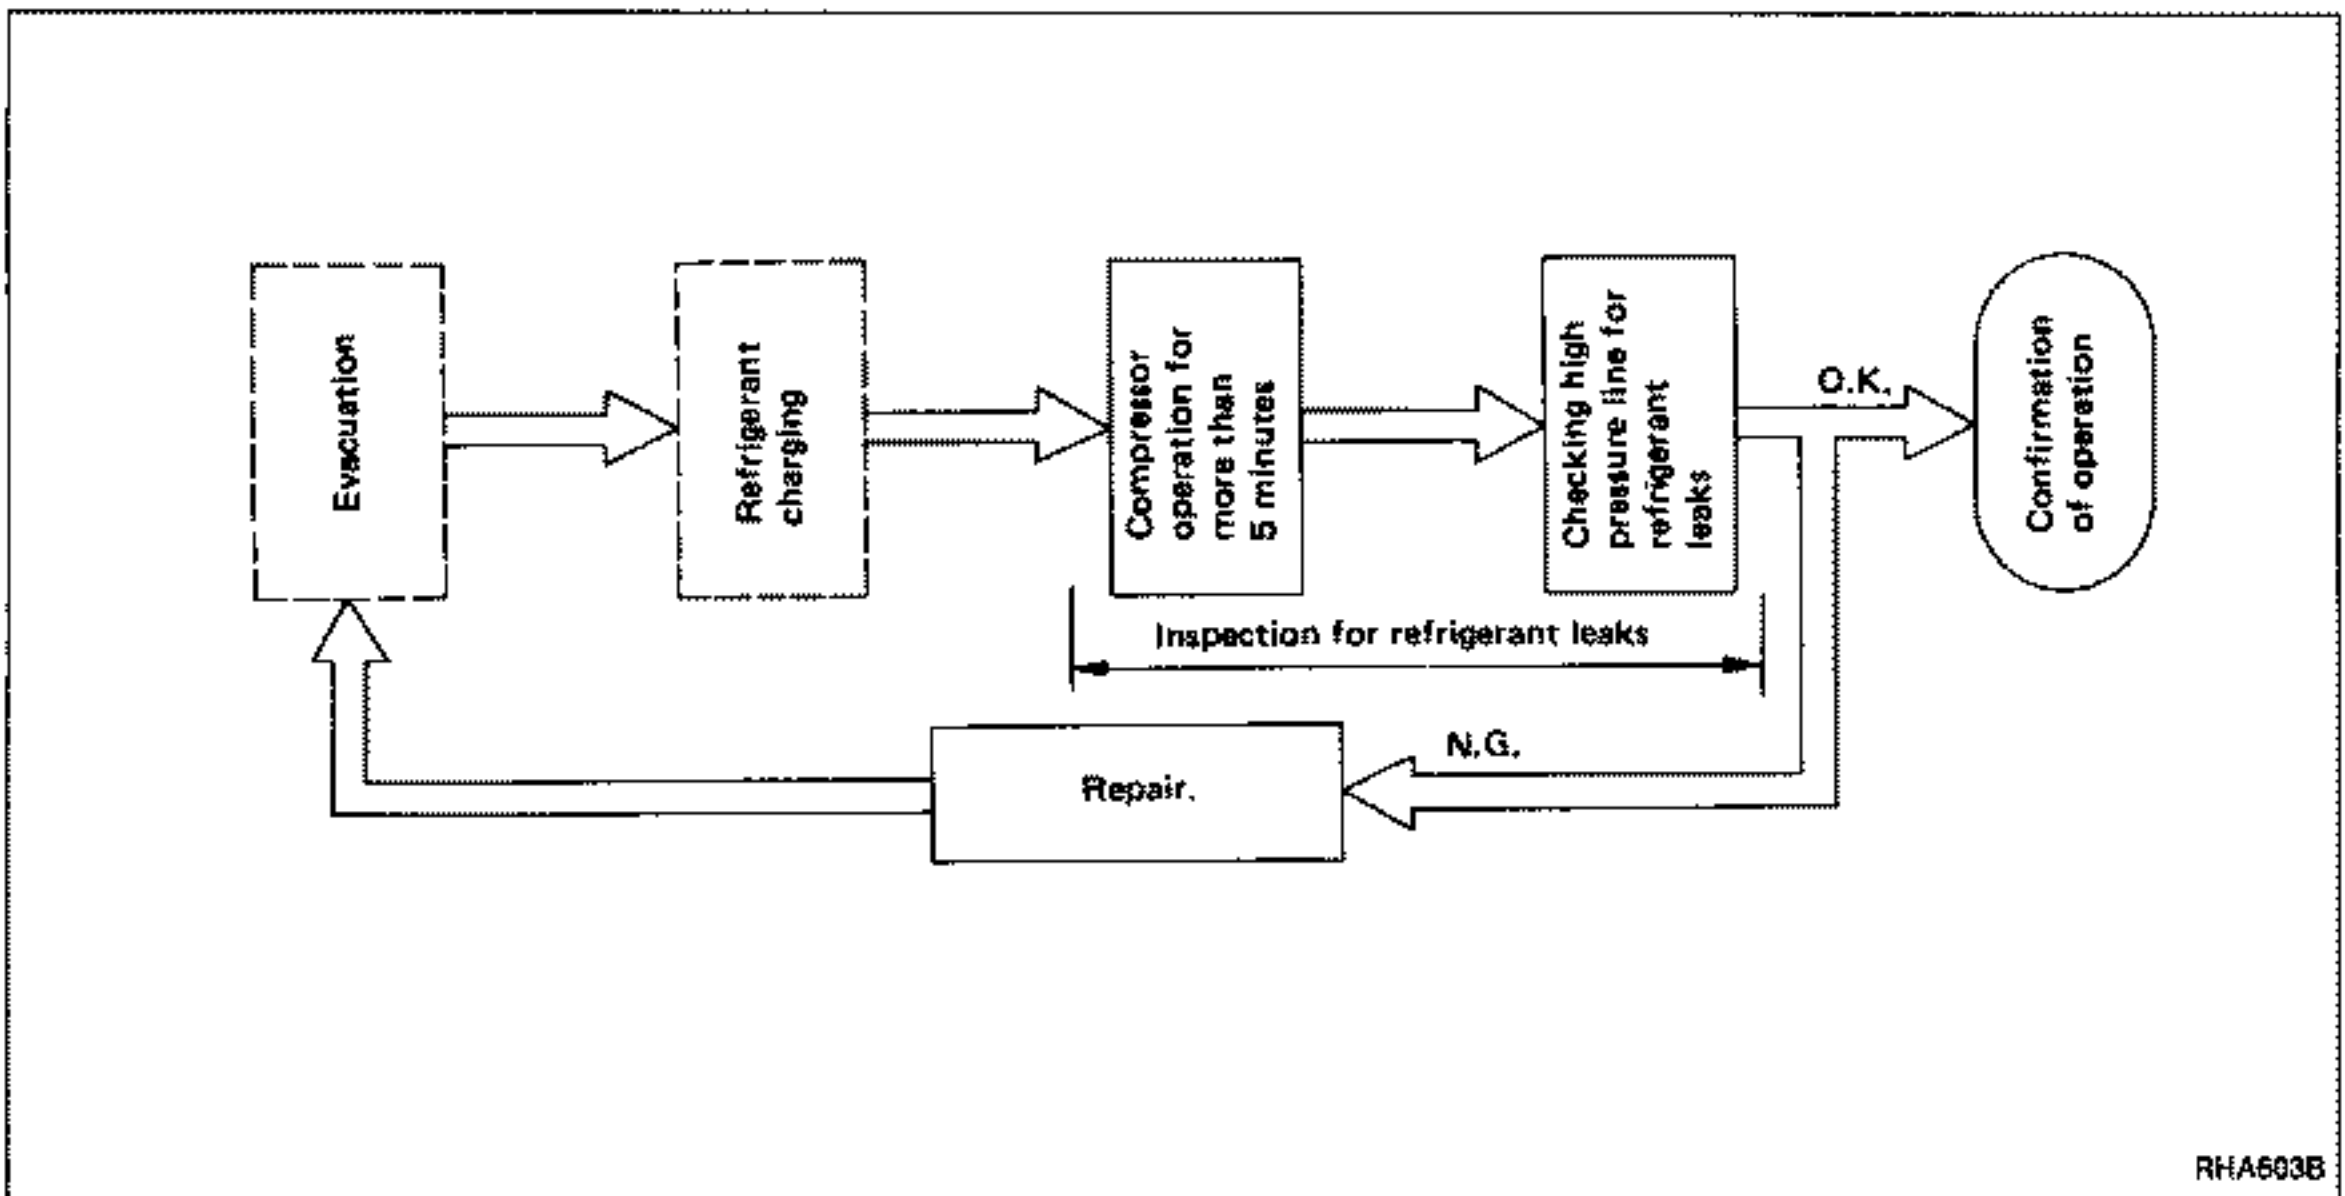 Evacuation
Refrigerant
charging
Compressor
operation for
more than
5 minutes
Checking high
pressure line for
refrigerant
leaks
O.K.
Confirmation
of operation
Inspection for refrigerant leaks
N.G.
Repair.
RHA603B